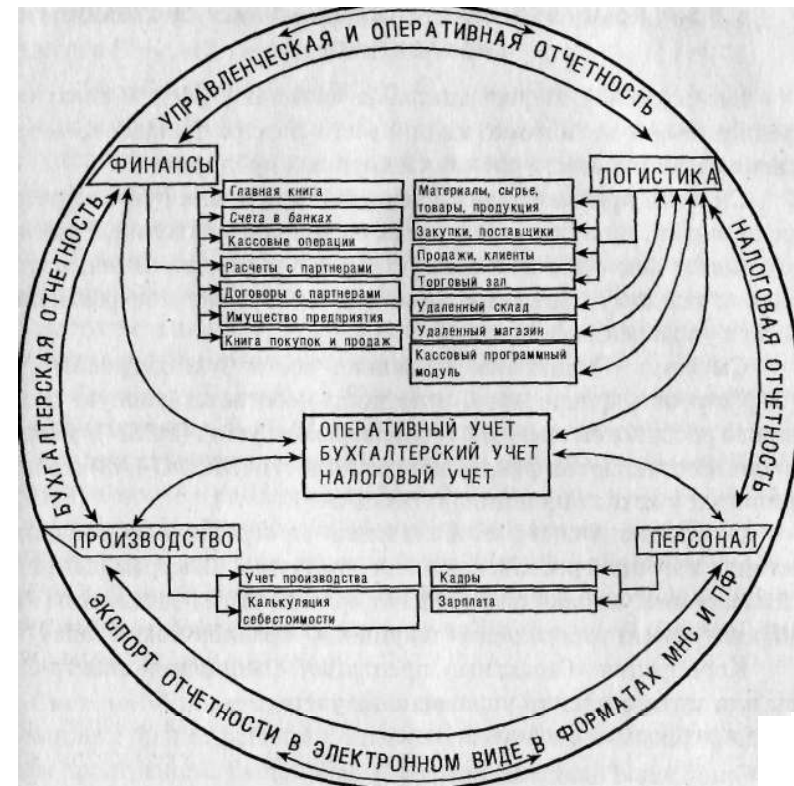 УПРАВЛЕНЧЕСКАЯ И ОПЕРАТИВНАЯ ОТЧЕТНОСТЬ
ФИНАНСЫ
ЛОГИСТИКА
Главная книга
Счета в банках
Кассовые операции
Расчеты с партнерами
Договоры с партнерами
Имущество предприятия
Книга покупок и продаж
Материалы, сырье,
товары, продукция
Закупки, поставщики
Продажи, клиенты
Торговый зал
Удаленный склад
Удаленный магазин
Кассовый программный
модуль
БУХГАЛТЕРСКАЯ ОТЧЕТНОСТЬ
НАЛОГОВАЯ ОТЧЕТНОСТЬ
ОПЕРАТИВНЫЙ УЧЕТ
БУХГАЛТЕРСКИЙ УЧЕТ
НАЛОГОВЫЙ УЧЕТ
ПРОИЗВОДСТВО
ПЕРСОНАЛ
Учет производства
Калькуляция
себестоимости
Кадры
Зарплата
ЭКСПОРТ ОТЧЕТНОСТИ В ЭЛЕКТРОННОМ ВИДЕ В ФОРМАТАХ МНС И ПФ